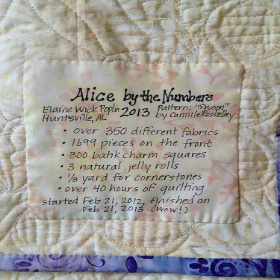 Alice by the Numbers
Elaine Wick Poplin 2013 Pattern: "Swoon"
Huntsville, AL by Camille Roskelley
• over 350 different fabrics
• 1699 pieces on the front
• 300 batik charm squares
• 3 natural jelly rolls
• 1/2 yard for cornerstones
• over 40 hours of quilting
started Feb 21, 2012, finished on
Feb 21, 2013 (wow!)